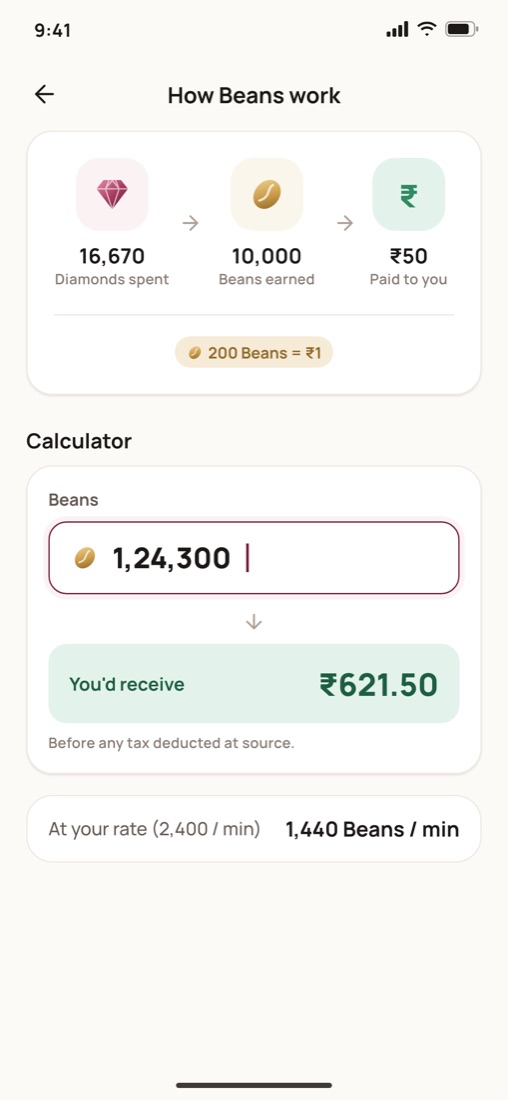 9:41
How Beans work
16,670
Diamonds spent
10,000
Beans earned
₹
₹50
Paid to you
200 Beans = ₹1
Calculator
Beans
1,24,300
You'd receive
₹621.50
Before any tax deducted at source.
At your rate (2,400 / min)
1,440 Beans / min